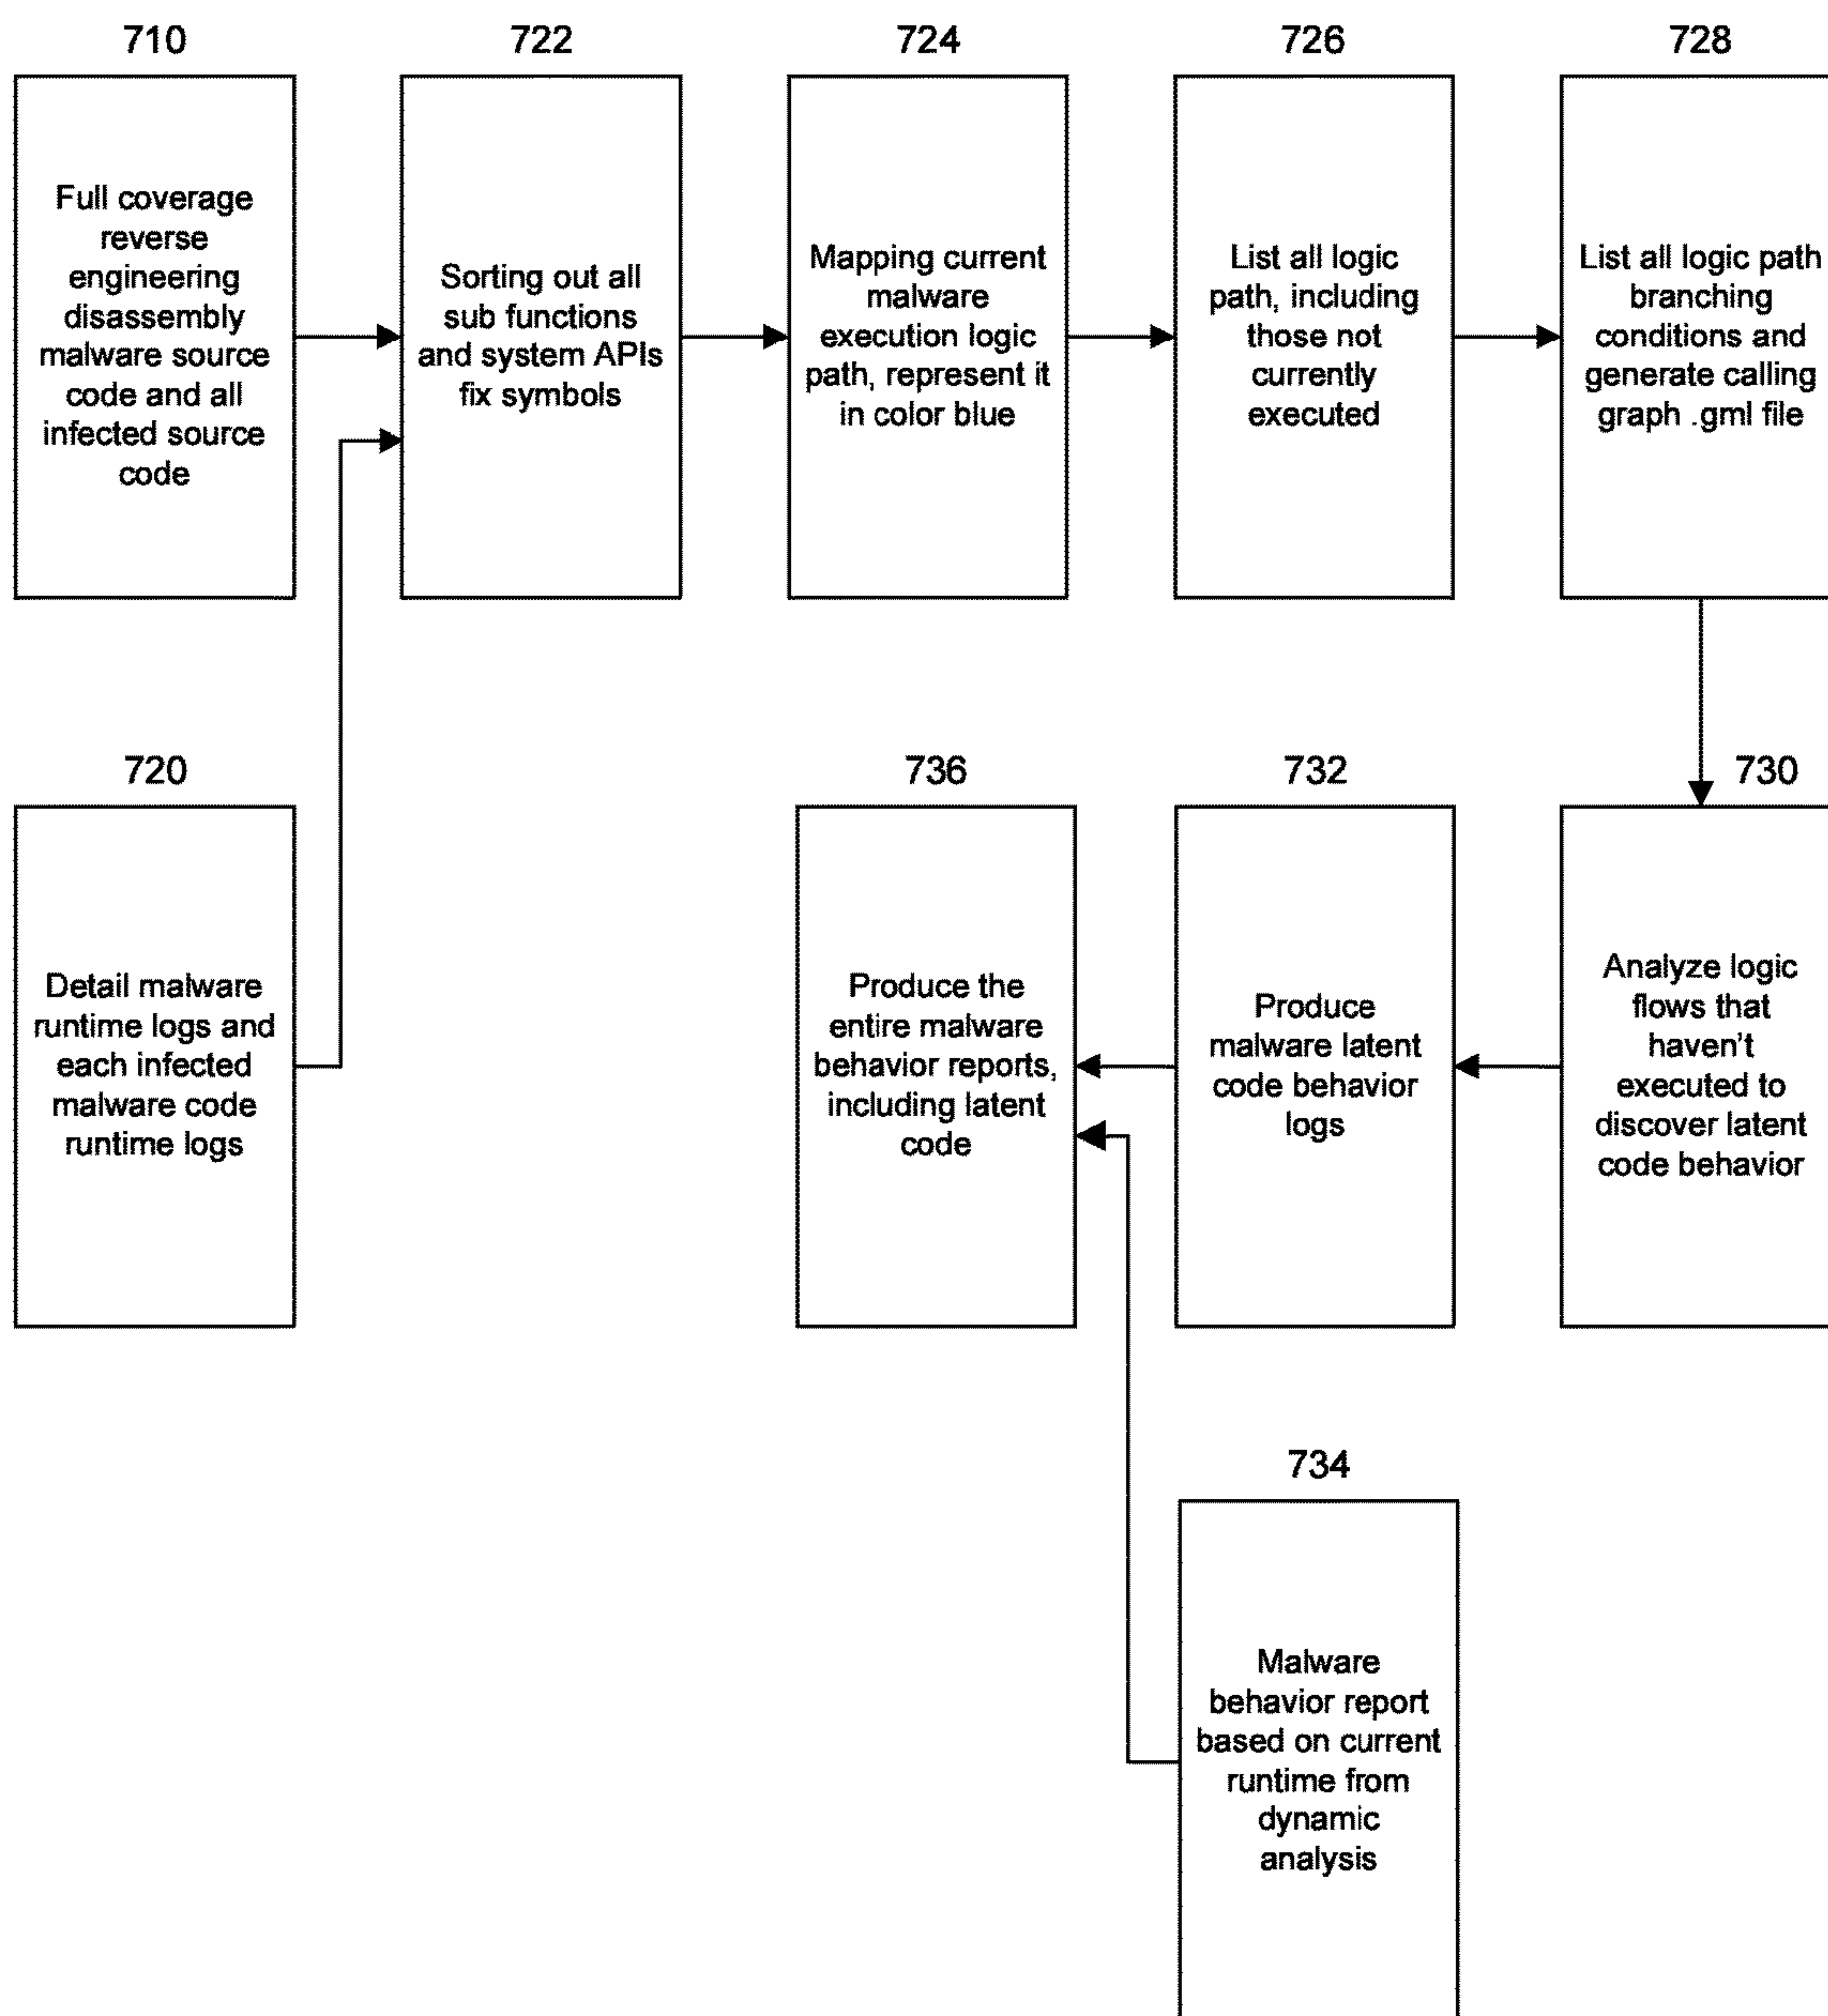 710
Full coverage
reverse
engineering
disassembly
malware source
code and all
infected source
code
722
Sorting out all
sub functions
and system APIs
fix symbols
724
Mapping current
malware
execution logic
path, represent it
in color blue
726
List all logic
path, including
those not
currently
executed
728
List all logic path
branching
conditions and
generate calling
graph .gml file
720
Detail malware
runtime logs and
each infected
malware code
runtime logs
736
Produce the
entire malware
behavior reports,
including latent
code
732
Produce
malware latent
code behavior
logs
730
Analyze logic
flows that
haven't
executed to
discover latent
code behavior
734
Malware
behavior report
based on current
runtime from
dynamic
analysis